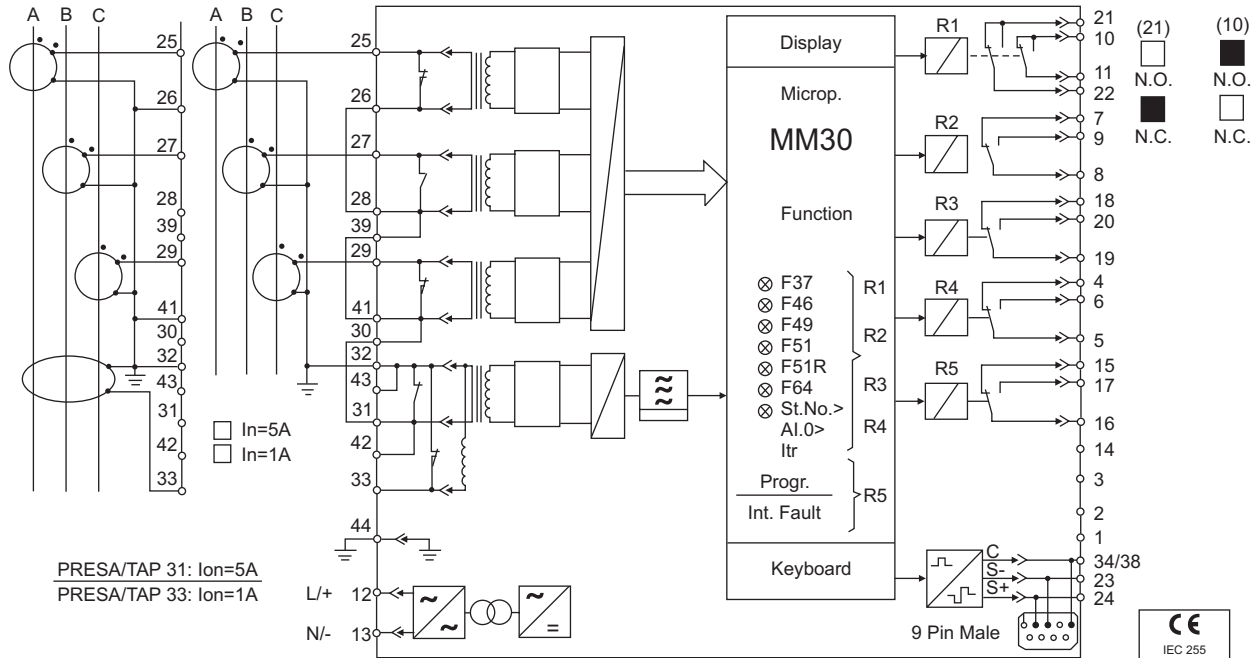 A B C
25
26
27
28
39
29
41
30
32
43
31
42
33
A B C
In=5A
In=1A
PRESA/TAP 31: Ion=5A
PRESA/TAP 33: Ion=1A
25
26
27
28
39
29
41
30
32
43
31
42
33
44
L/+ 12
N/- 13
~
~
~
=
~
~
~
Display
Microp.
MM30
Function
F37
F46
F49
F51
F51R
F64
St.No.>
AI.0>
Itr
R1
R2
R3
R4
Progr.
Int. Fault
R5
Keyboard
R1
R2
R3
R4
R5
21
10
11
22
7
9
8
18
20
19
4
6
5
15
17
16
14
3
2
1
C
S-
S+
34/38
23
24
9 Pin Male
(21) (10)
N.O. N.O.
N.C. N.C.
CE
IEC 255